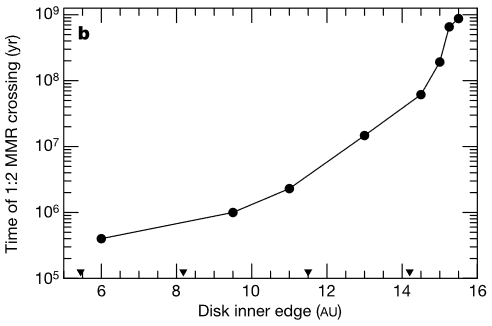 b
10⁹
10⁸
10⁷
10⁶
10⁵
Time of 1:2 MMR crossing (yr)
6 8 10 12 14 16
Disk inner edge (AU)